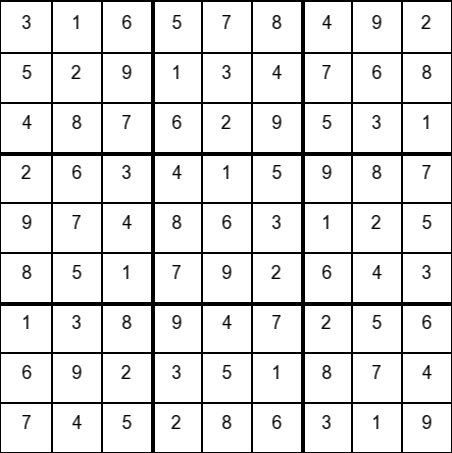 3 1 6 5 7 8 4 9 2
5 2 9 1 3 4 7 6 8
4 8 7 6 2 9 5 3 1
2 6 3 4 1 5 9 8 7
9 7 4 8 6 3 1 2 5
8 5 1 7 9 2 6 4 3
1 3 8 9 4 7 2 5 6
6 9 2 3 5 1 8 7 4
7 4 5 2 8 6 3 1 9